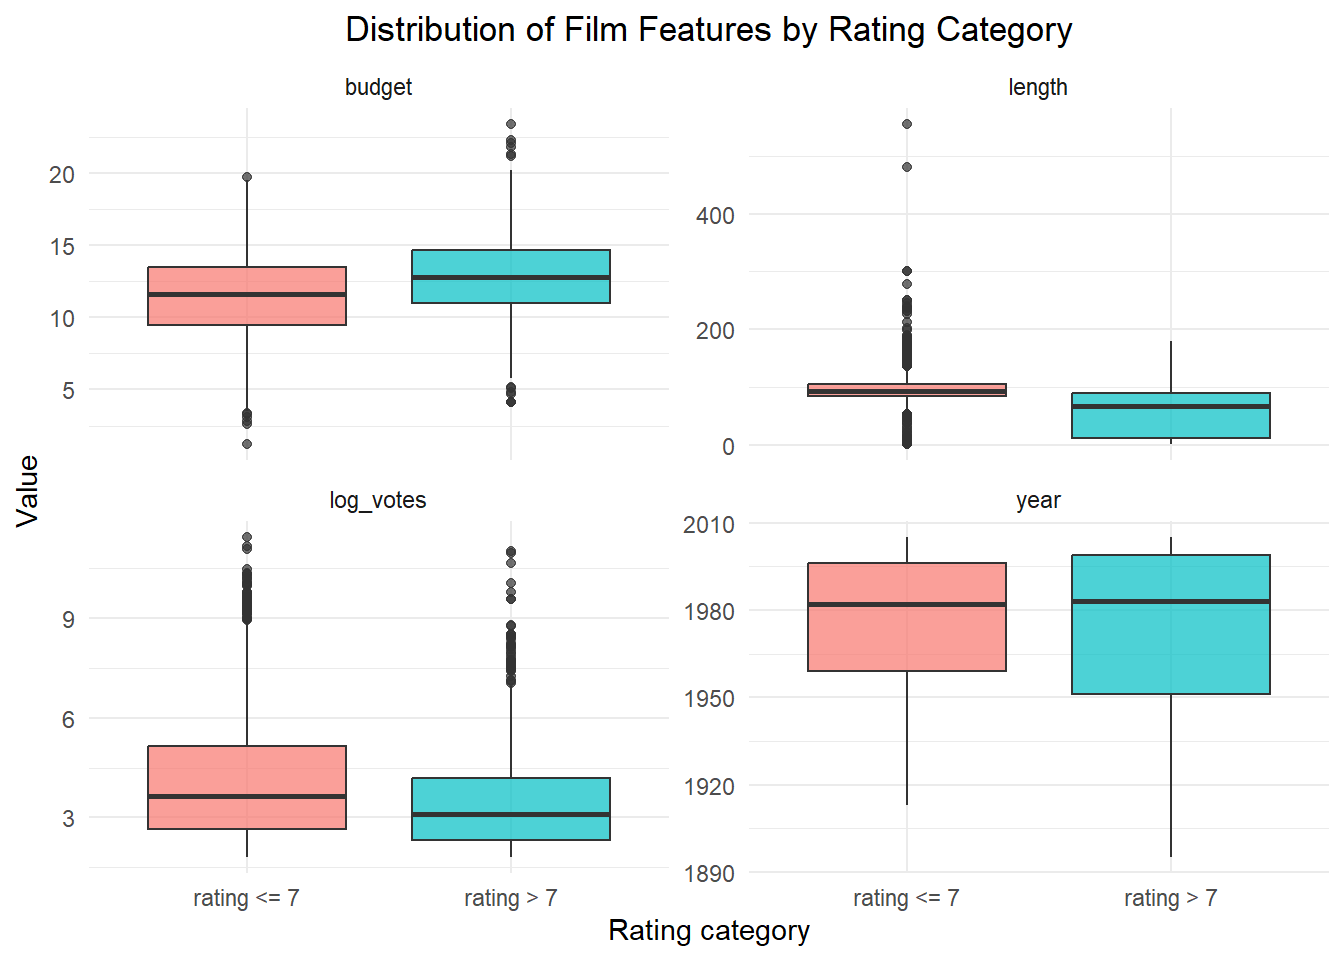 Distribution of Film Features by Rating Category
budget
length
20
15
10
5
400
200
0
Value
log_votes
year
9
6
3
2010
1980
1950
1920
1890
rating <= 7
rating > 7
rating <= 7
rating > 7
Rating category